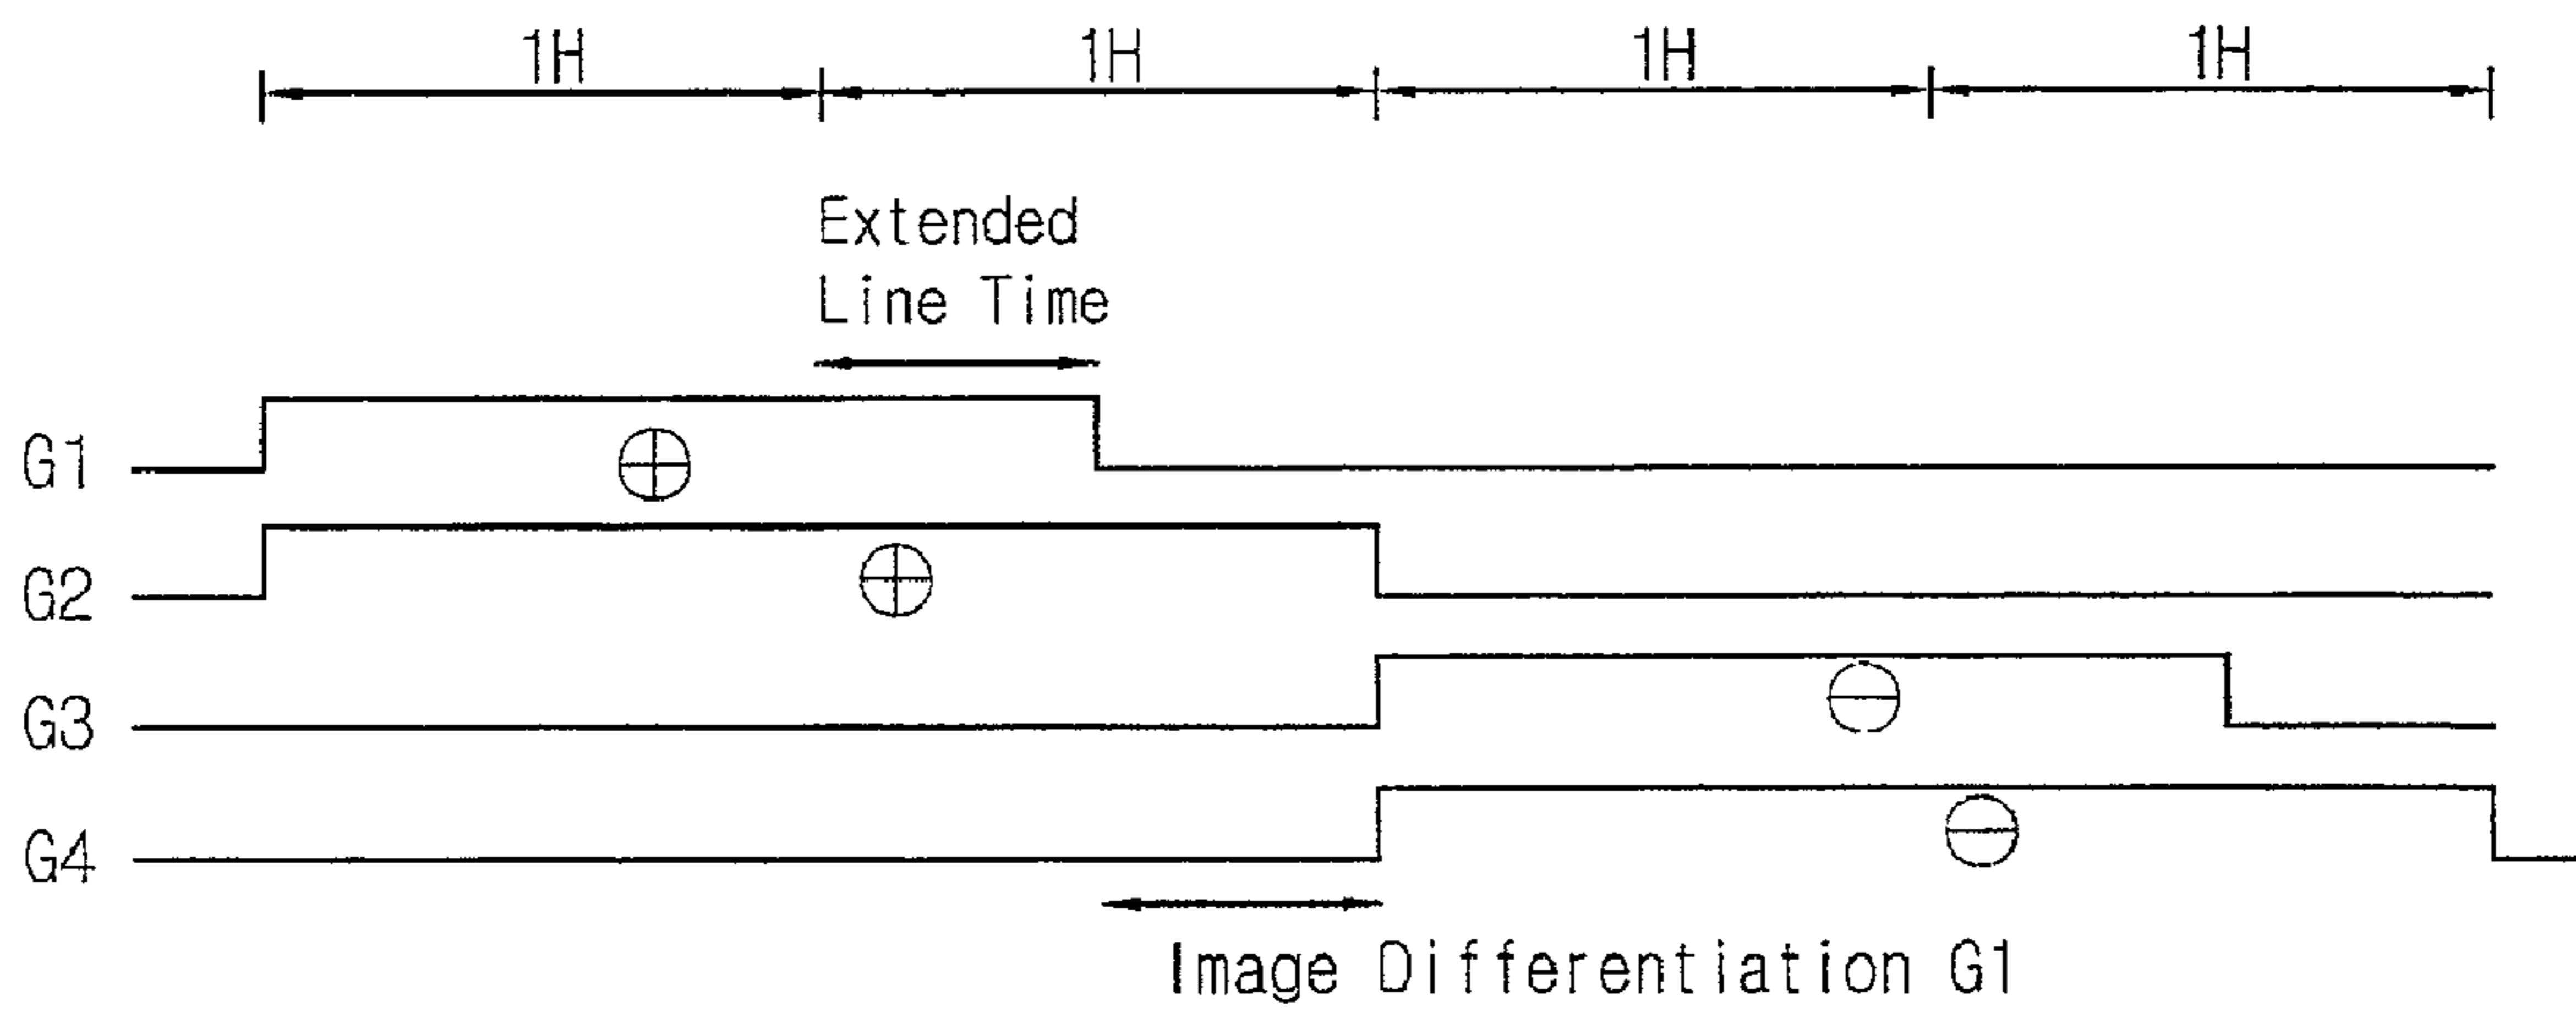 1H 1H 1H 1H
Extended
Line Time
G1
G2
G3
G4
Image Differentiation G1